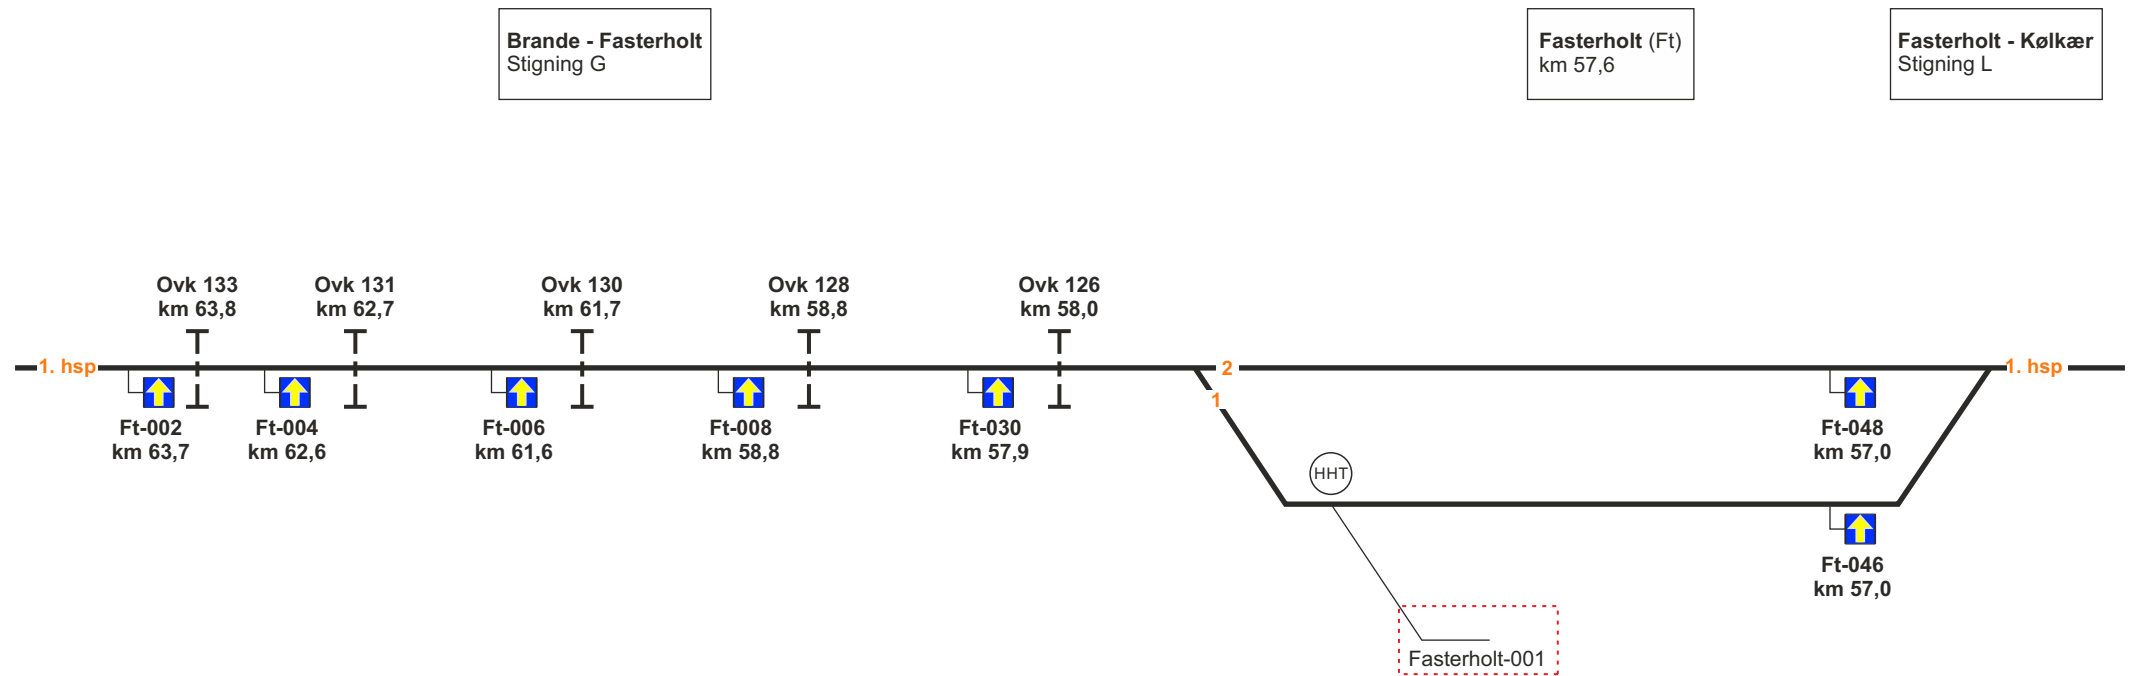 Brande - Fasterholt
Stigning G
Fasterholt (Ft)
km 57,6
Fasterholt - Kølkær
Stigning L
Ovk 133
km 63,8
Ovk 131
km 62,7
Ovk 130
km 61,7
Ovk 128
km 58,8
Ovk 126
km 58,0
1. hsp
2
1. hsp
1
Ft-002
km 63,7
Ft-004
km 62,6
Ft-006
km 61,6
Ft-008
km 58,8
Ft-030
km 57,9
Ft-048
km 57,0
HHT
Ft-046
km 57,0
Fasterholt-001